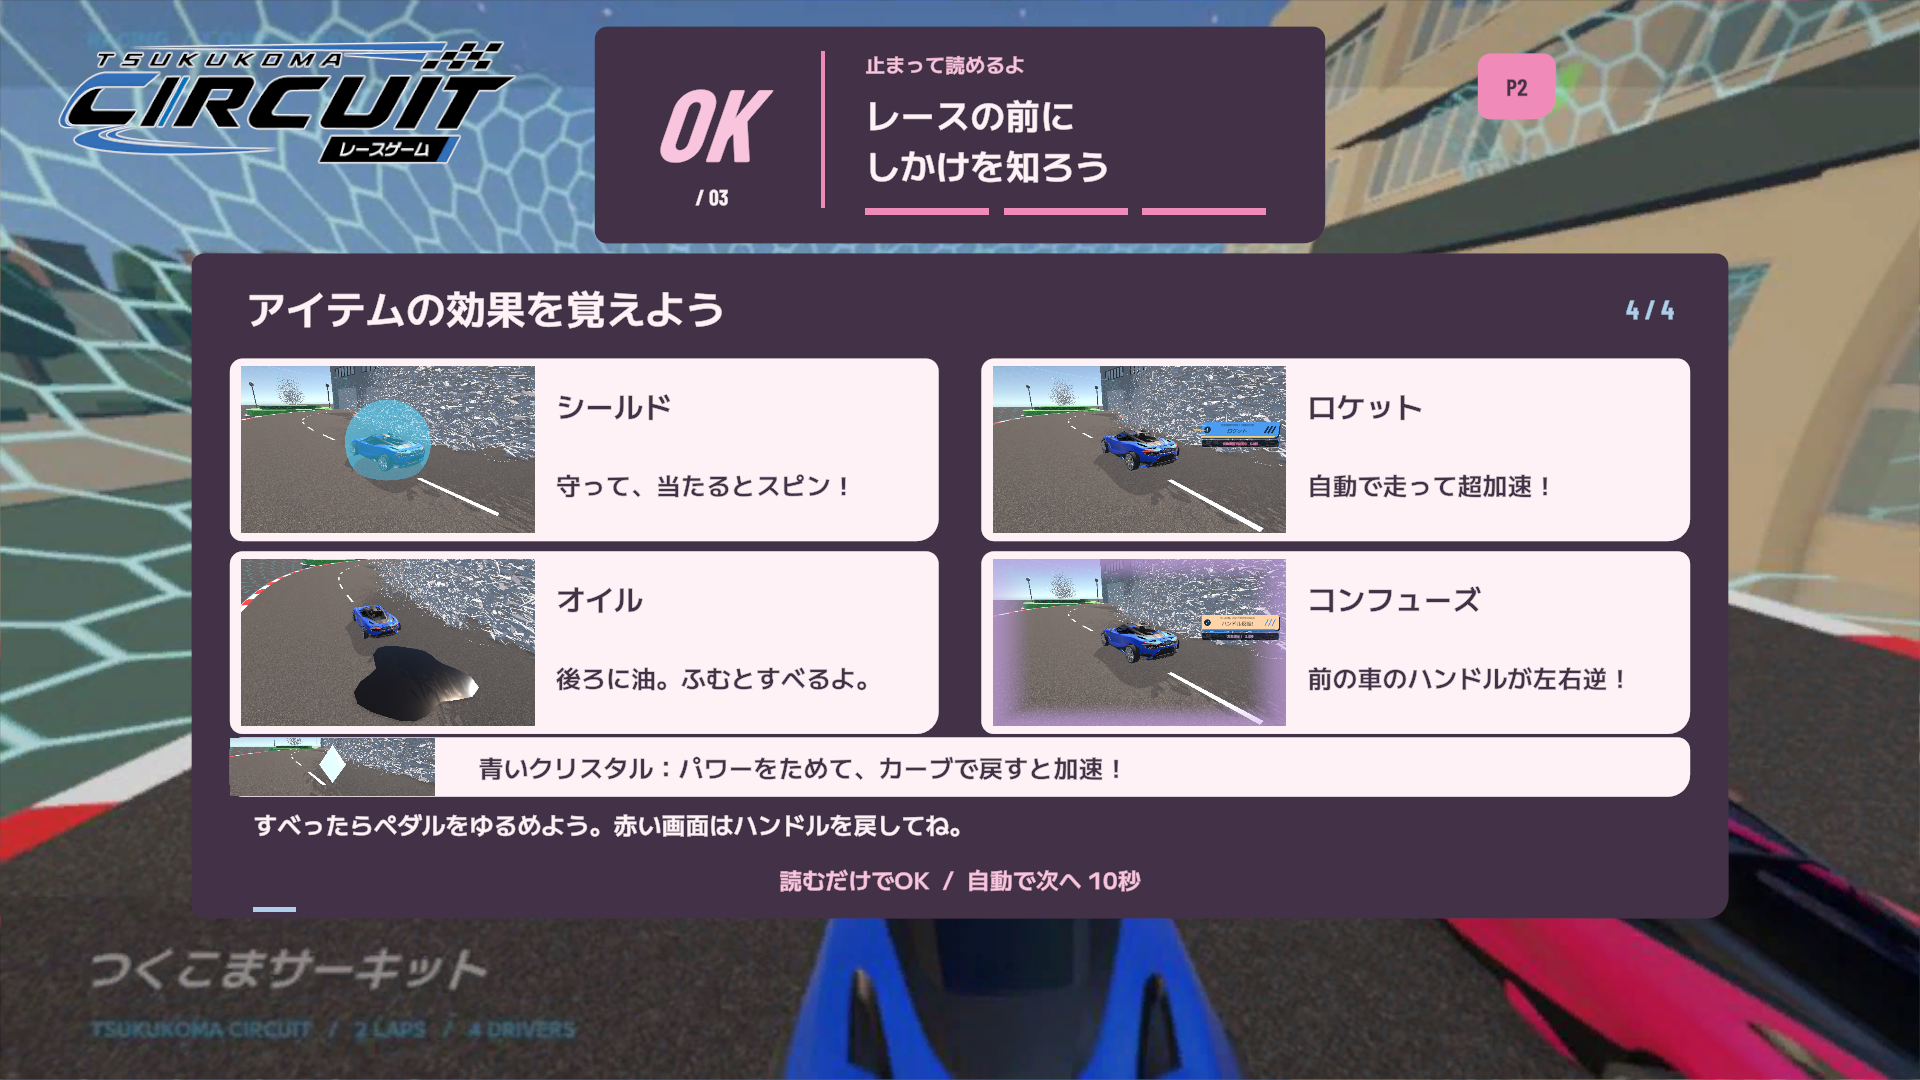 TSUKUKOMA
CIRCUIT
レースゲーム
OK
/ 03
止まって読めるよ
レースの前に
しかけを知ろう
P2
アイテムの効果を覚えよう
4 / 4
シールド
守って、当たるとスピン！
ロケット
ロケット
自動で走って超加速！
オイル
後ろに油。ふむとすべるよ。
コンフューズ
前の車のハンドルが左右逆！
青いクリスタル：パワーをためて、カーブで戻すと加速！
すべったらペダルをゆるめよう。赤い画面はハンドルを戻してね。
読むだけでOK / 自動で次へ 10秒
つくこまサーキット
TSUKUKOMA CIRCUIT / 2 LAPS / 4 DRIVERS